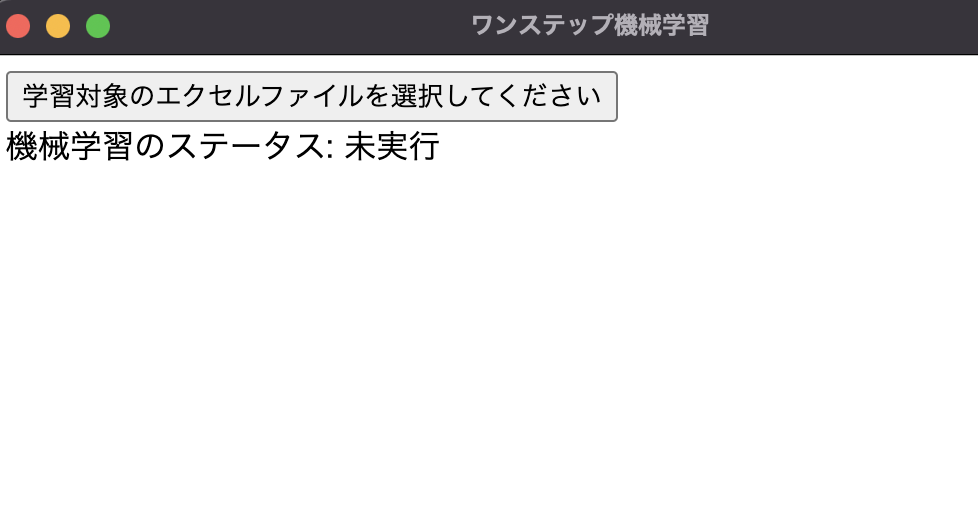 ワンステップ機械学習
学習対象のエクセルファイルを選択してください
機械学習のステータス: 未実行